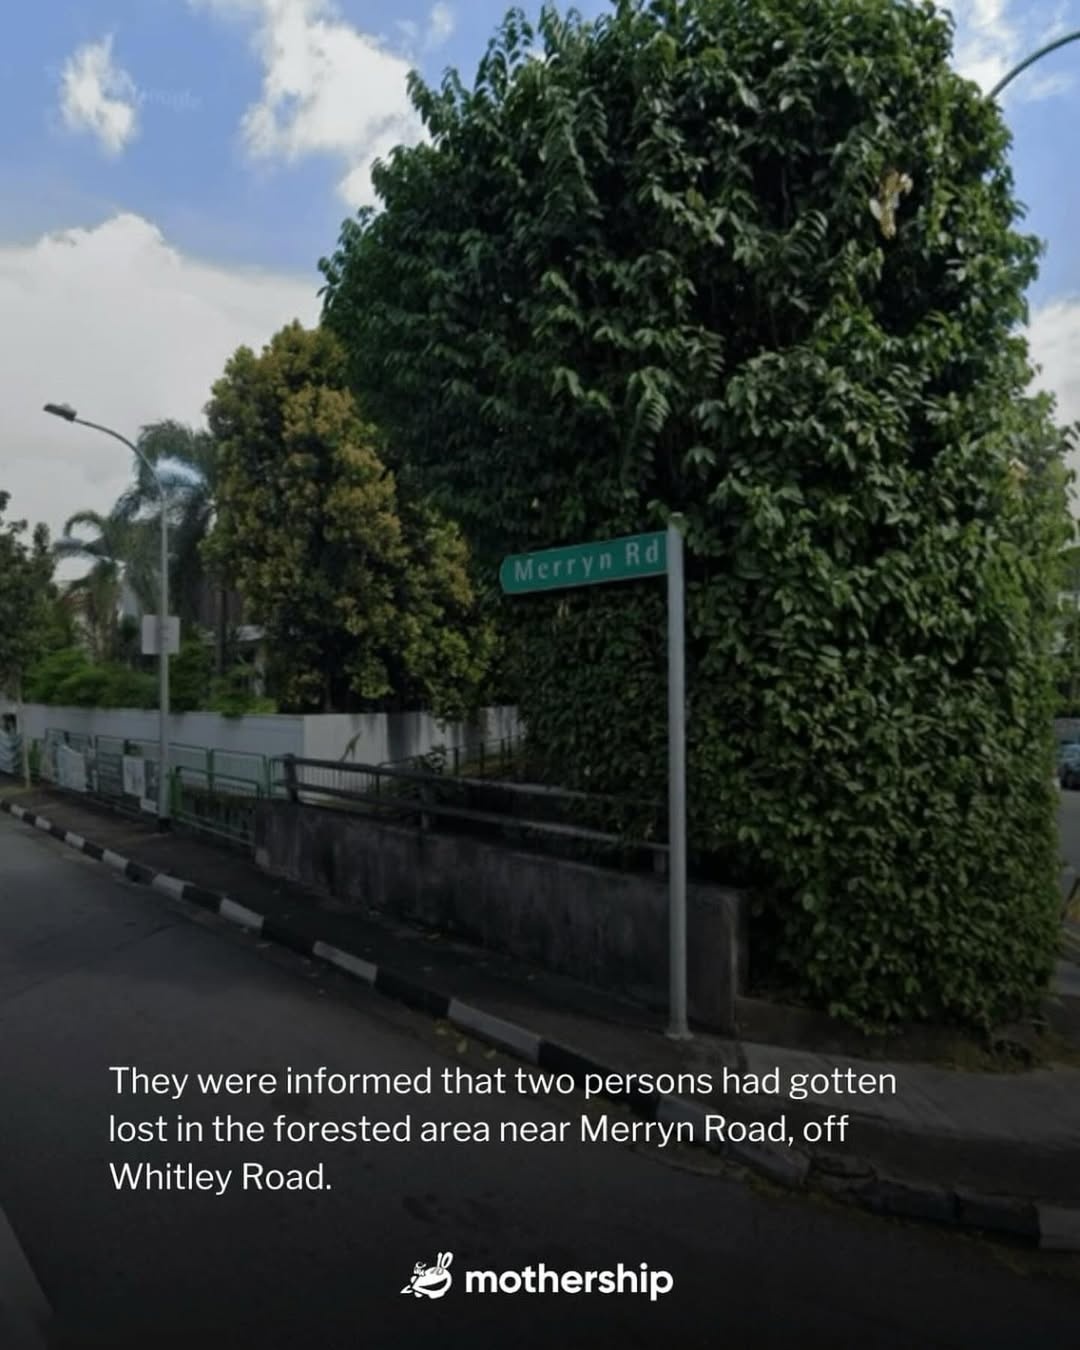 Merryn Rd
They were informed that two persons had gotten
lost in the forested area near Merryn Road, off
Whitley Road.
mothership